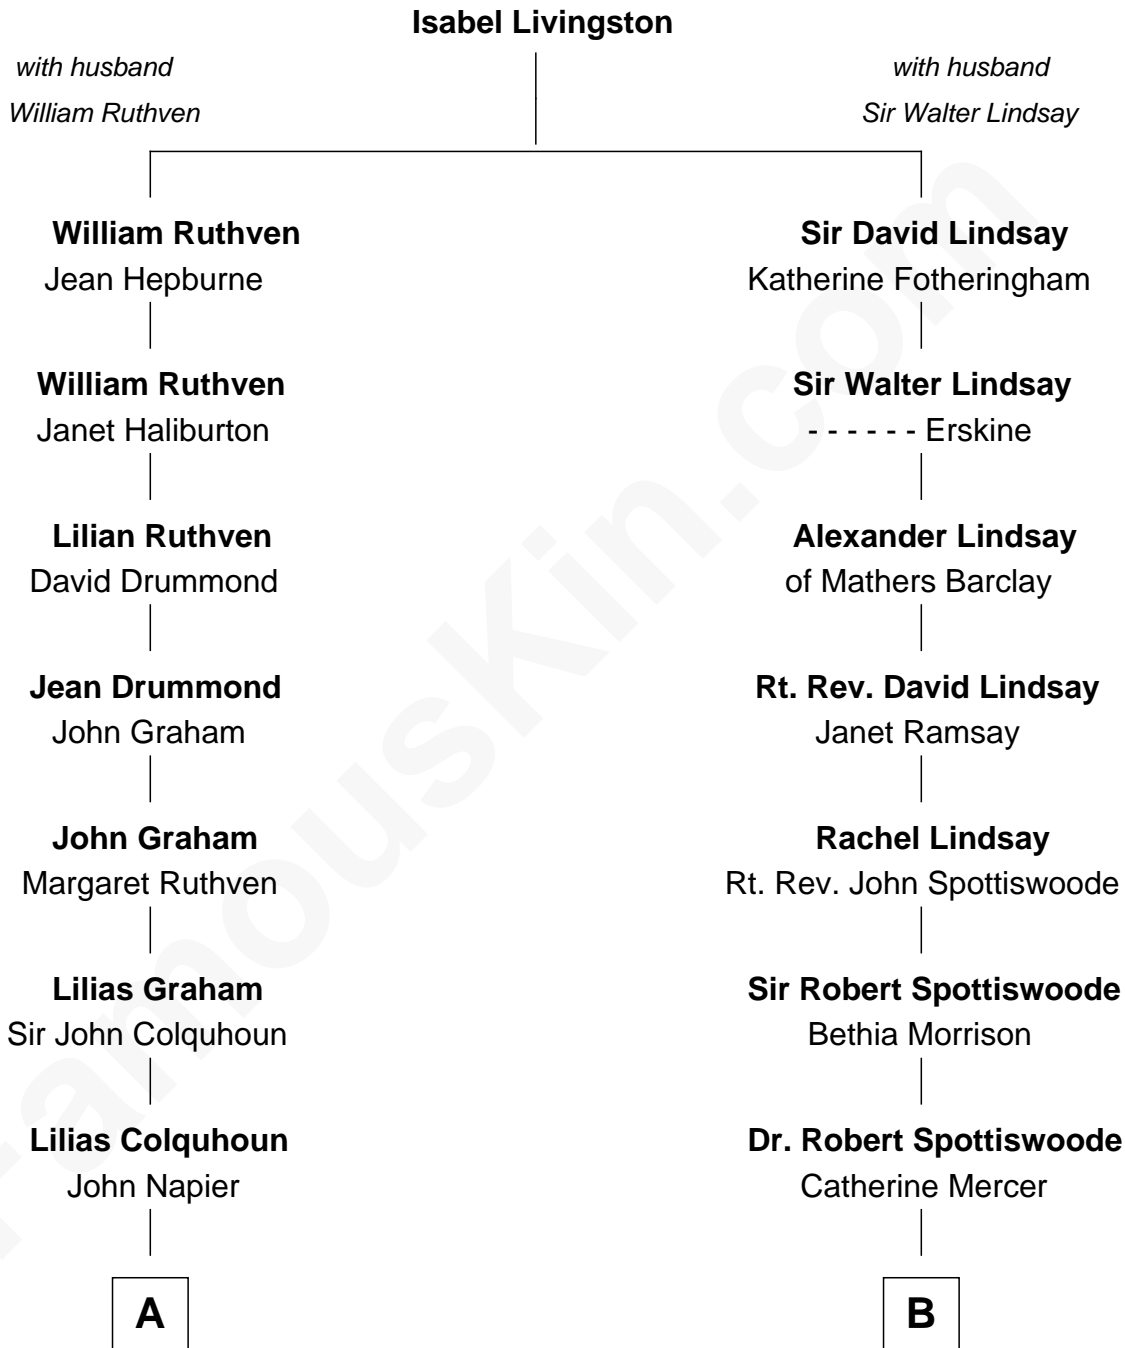 Isabel Livingston
with husband
William Ruthven
with husband
Sir Walter Lindsay
William Ruthven
Jean Hepburne
Sir David Lindsay
Katherine Fotheringham
William Ruthven
Janet Haliburton
Sir Walter Lindsay
- - - - - - Erskine
Lilian Ruthven
David Drummond
Alexander Lindsay
of Mathers Barclay
Jean Drummond
John Graham
Rt. Rev. David Lindsay
Janet Ramsay
John Graham
Margaret Ruthven
Rachel Lindsay
Rt. Rev. John Spottiswoode
Lilias Graham
Sir John Colquhoun
Sir Robert Spottiswoode
Bethia Morrison
Lilias Colquhoun
John Napier
Dr. Robert Spottiswoode
Catherine Mercer
A
B
FamousKin.com